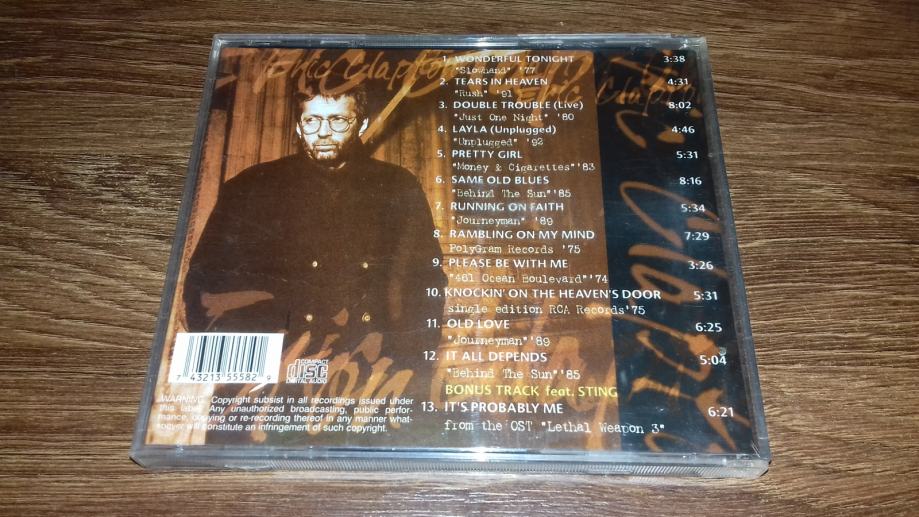 Eric Clapton
Eric Clapton
1. WONDERFUL TONIGHT 3:38
"Slowhand" '77
2. TEARS IN HEAVEN 4:31
"Rush" '91
3. DOUBLE TROUBLE (Live) 8:02
"Just One Night" '80
4. LAYLA (Unplugged) 4:46
"Unplugged" '92
5. PRETTY GIRL 5:31
"Money & Cigarettes" '83
6. SAME OLD BLUES 8:16
"Behind The Sun" '85
7. RUNNING ON FAITH 5:34
"Journeyman" '89
8. RAMBLING ON MY MIND 7:29
PolyGram Records '75
9. PLEASE BE WITH ME 3:26
"461 Ocean Boulevard" '74
10. KNOCKIN' ON THE HEAVEN'S DOOR 5:31
single edition RCA Records '75
11. OLD LOVE 6:25
"Journeyman" '89
12. IT ALL DEPENDS 5:04
"Behind The Sun" '85
BONUS TRACK feat. STING
13. IT'S PROBABLY ME 6:21
from the OST "Lethal Weapon 3"
7 43213 55582 9
COMPACT
disc
DIGITAL AUDIO
WARNING: Copyright subsist in all recordings issued under
this label. Any unauthorized broadcasting, public perfor-
mance, copying or re-recording thereof in any manner what-
soever will constitute an infringement of such copyright.